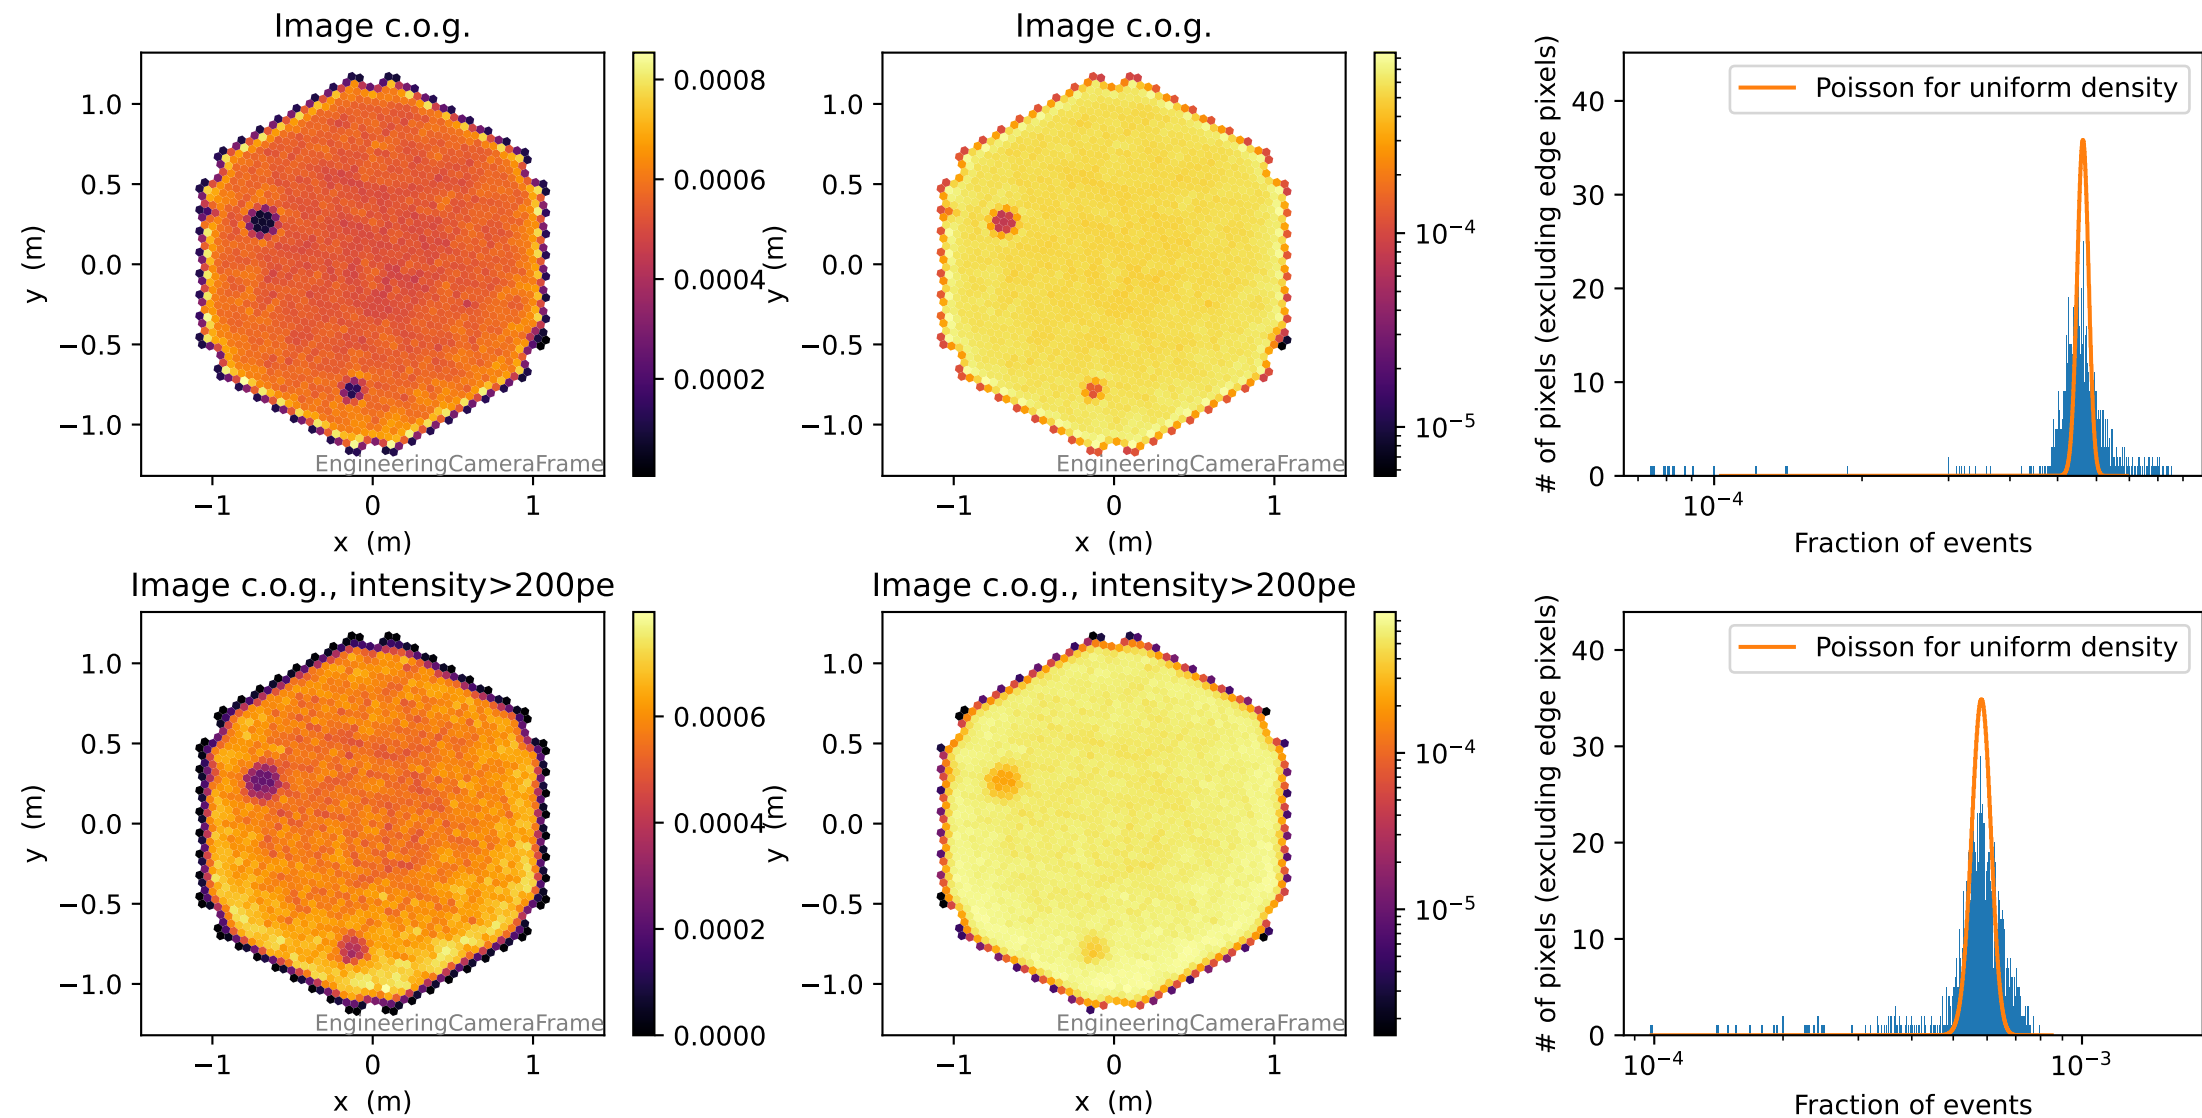 Image c.o.g.
y (m)
1.0
0.5
0.0
−0.5
−1.0
EngineeringCameraFrame
−1 0 1
x (m)
0.0008
0.0006
0.0004
0.0002
Image c.o.g.
y (m)
1.0
0.5
0.0
−0.5
−1.0
EngineeringCameraFrame
−1 0 1
x (m)
10⁻⁴
10⁻⁵
# of pixels (excluding edge pixels)
40
30
20
10
0
Poisson for uniform density
10⁻⁴
Fraction of events
Image c.o.g., intensity>200pe
y (m)
1.0
0.5
0.0
−0.5
−1.0
EngineeringCameraFrame
−1 0 1
x (m)
0.0006
0.0004
0.0002
0.0000
Image c.o.g., intensity>200pe
y (m)
1.0
0.5
0.0
−0.5
−1.0
EngineeringCameraFrame
−1 0 1
x (m)
10⁻⁴
10⁻⁵
# of pixels (excluding edge pixels)
40
30
20
10
0
Poisson for uniform density
10⁻⁴ 10⁻³
Fraction of events